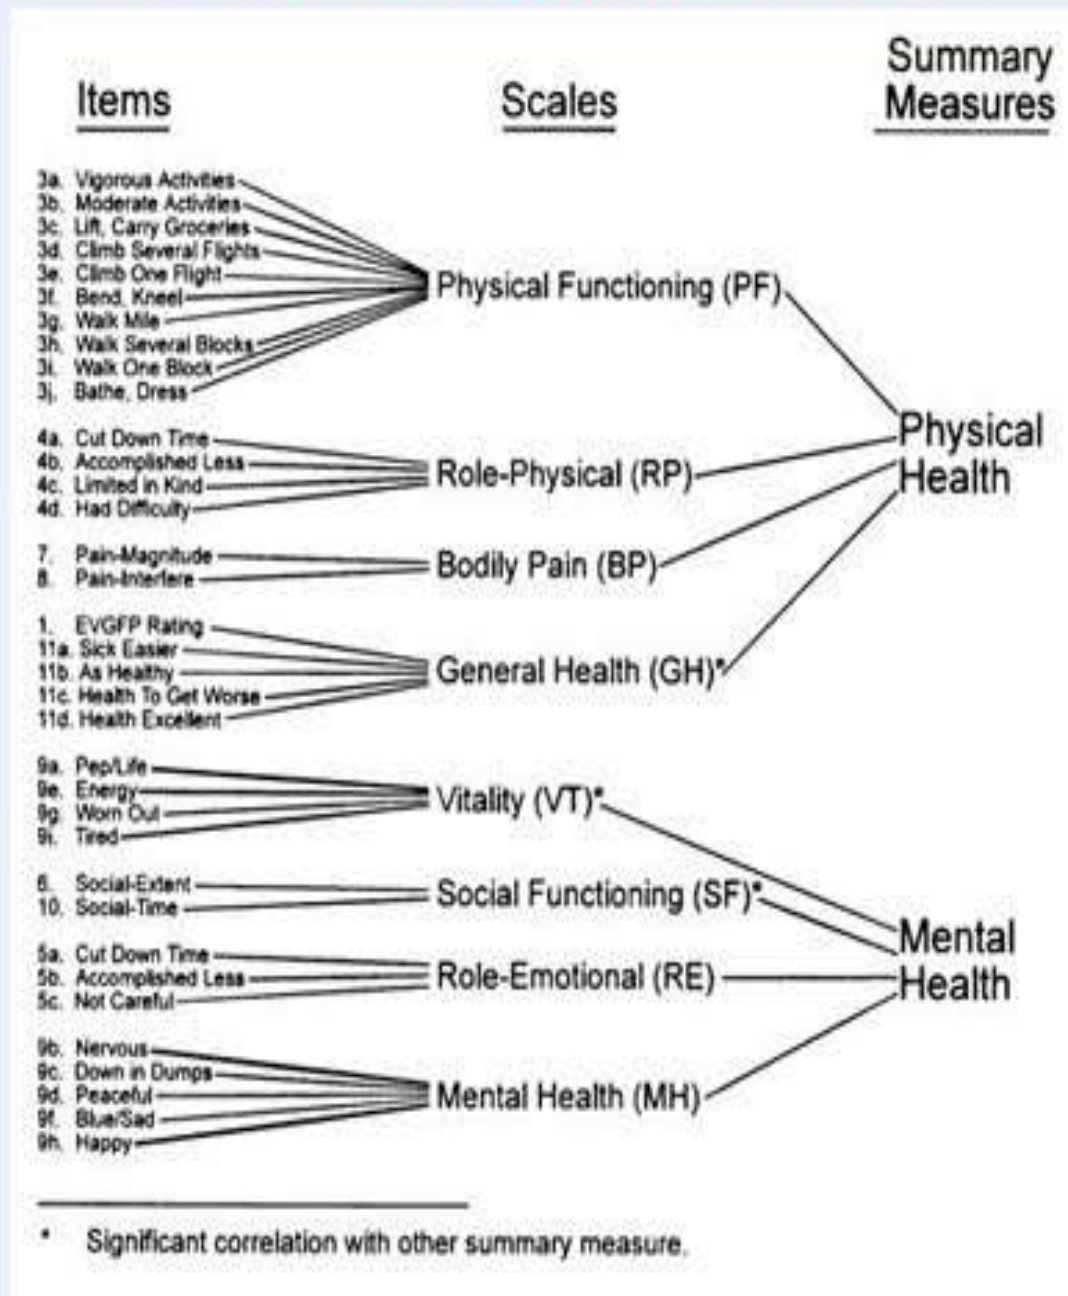 Items
Scales
Summary
Measures
3a. Vigorous Activities
3b. Moderate Activities
3c. Lift, Carry Groceries
3d. Climb Several Flights
3e. Climb One Flight
3f. Bend, Kneel
3g. Walk Mile
3h. Walk Several Blocks
3i. Walk One Block
3j. Bathe, Dress
Physical Functioning (PF)
4a. Cut Down Time
4b. Accomplished Less
4c. Limited in Kind
4d. Had Difficulty
Role-Physical (RP)
7. Pain-Magnitude
8. Pain-Interfere
Bodily Pain (BP)
1. EVGFP Rating
11a. Sick Easier
11b. As Healthy
11c. Health To Get Worse
11d. Health Excellent
General Health (GH)*
Physical
Health
9a. Pep/Life
9e. Energy
9g. Worn Out
9i. Tired
Vitality (VT)*
6. Social-Extent
10. Social-Time
Social Functioning (SF)*
5a. Cut Down Time
5b. Accomplished Less
5c. Not Careful
Role-Emotional (RE)
9b. Nervous
9c. Down in Dumps
9d. Peaceful
9f. Blue/Sad
9h. Happy
Mental Health (MH)
Mental
Health
* Significant correlation with other summary measure.